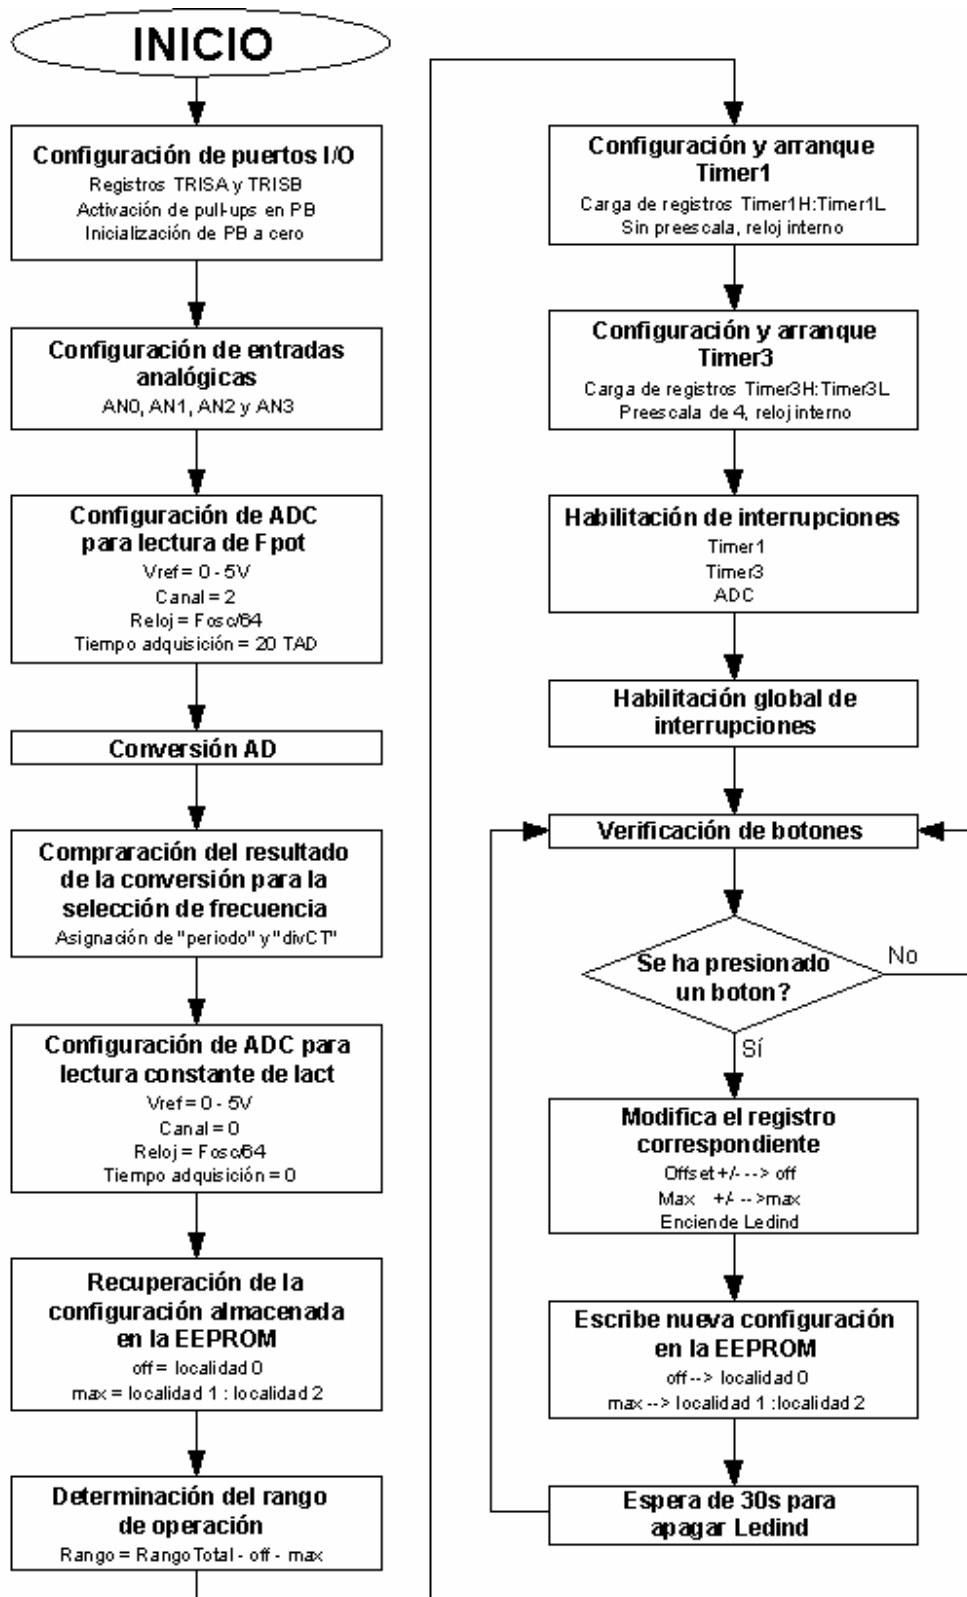 INICIO
Configuración de puertos I/O
Registros TRISA y TRISB
Activación de pull-ups en PB
Inicialización de PB a cero
Configuración de entradas
analógicas
AN0, AN1, AN2 y AN3
Configuración de ADC
para lectura de Fpot
Vref = 0 - 5V
Canal = 2
Reloj = Fosc/64
Tiempo adquisición = 20 TAD
Conversión AD
Compraración del resultado
de la conversión para la
selección de frecuencia
Asignación de "periodo" y "divCT"
Configuración de ADC para
lectura constante de Iact
Vref = 0 - 5V
Canal = 0
Reloj = Fosc/64
Tiempo adquisición = 0
Recuperación de la
configuración almacenada
en la EEPROM
off = localidad 0
max = localidad 1 : localidad 2
Determinación del rango
de operación
Rango = RangoTotal - off - max
Configuración y arranque
Timer1
Carga de registros Timer1H:Timer1L
Sin preescala, reloj interno
Configuración y arranque
Timer3
Carga de registros Timer3H:Timer3L
Preescala de 4, reloj interno
Habilitación de interrupciones
Timer1
Timer3
ADC
Habilitación global de
interrupciones
Verificación de botones
Se ha presionado
un boton?
No
Sí
Modifica el registro
correspondiente
Offset +/- --> off
Max +/- -->max
Enciende Ledind
Escribe nueva configuración
en la EEPROM
off --> localidad 0
max --> localidad 1 :localidad 2
Espera de 30s para
apagar Ledind